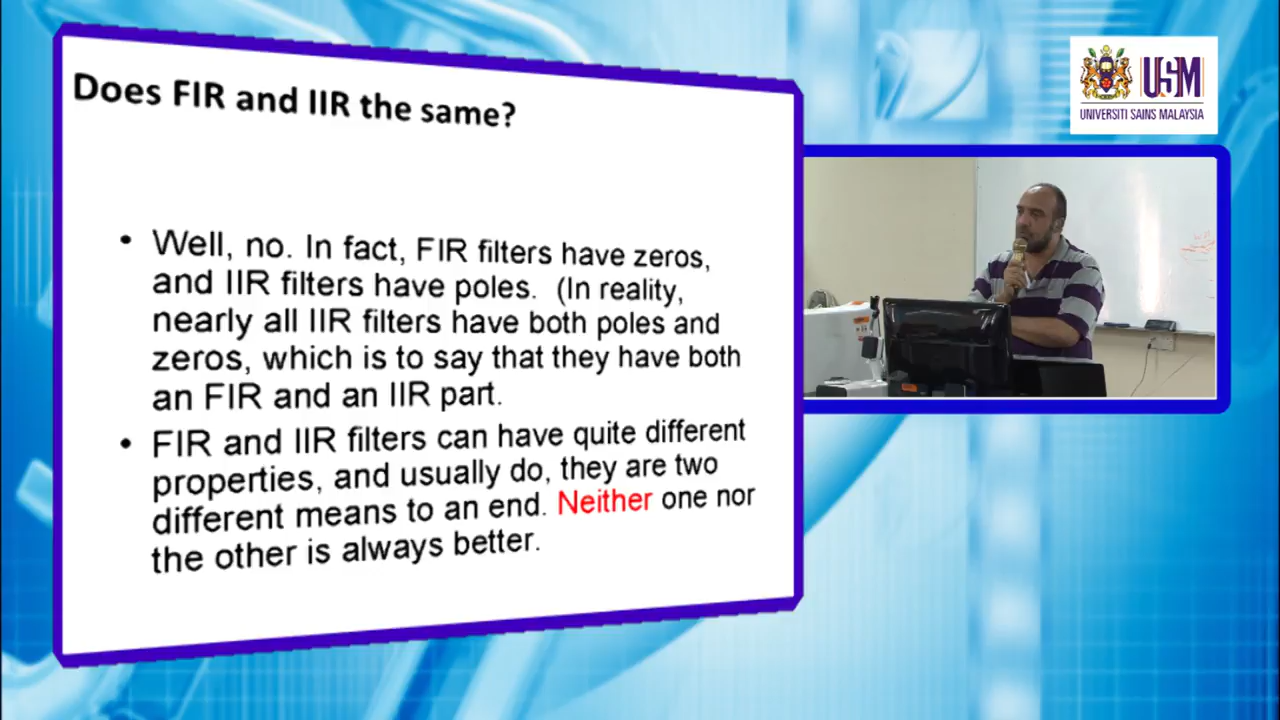 Does FIR and IIR the same?
• Well, no. In fact, FIR filters have zeros,
and IIR filters have poles. (In reality,
nearly all IIR filters have both poles and
zeros, which is to say that they have both
an FIR and an IIR part.
• FIR and IIR filters can have quite different
properties, and usually do, they are two
different means to an end. Neither one nor
the other is always better.
USM
UNIVERSITI SAINS MALAYSIA